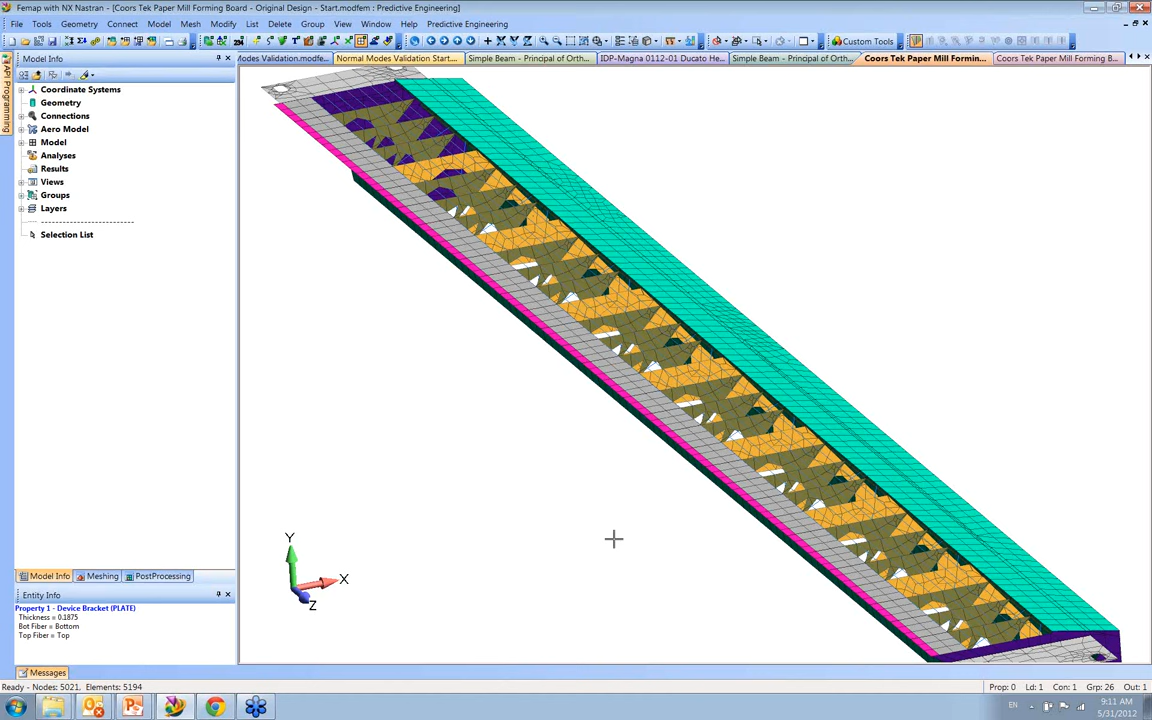 Femap with NX Nastran - [Coors Tek Paper Mill Forming Board - Original Design - Start.modfem : Predictive Engineering]
File Tools Geometry Connect Model Mesh Modify List Delete Group View Window Help Predictive Engineering
Custom Tools
Model Info
Modes Validation.modfe... Normal Modes Validation Start... Simple Beam - Principal of Orth... IDP-Magna 0112-01 Ducato He... Simple Beam - Principal of Orth... Coors Tek Paper Mill Formin... Coors Tek Paper Mill Forming B...
API Programming
Coordinate Systems
Geometry
Connections
Aero Model
Model
Analyses
Results
Views
Groups
Layers
Selection List
Y
X
Z
Model Info Meshing PostProcessing
Entity Info
Property 1 - Device Bracket (PLATE)
Thickness = 0.1875
Bot Fiber = Bottom
Top Fiber = Top
Messages
Ready - Nodes: 5021, Elements: 5194
Prop: 0 Ld: 1 Con: 1 Grp: 26 Out: 1
EN
9:11 AM
5/31/2012